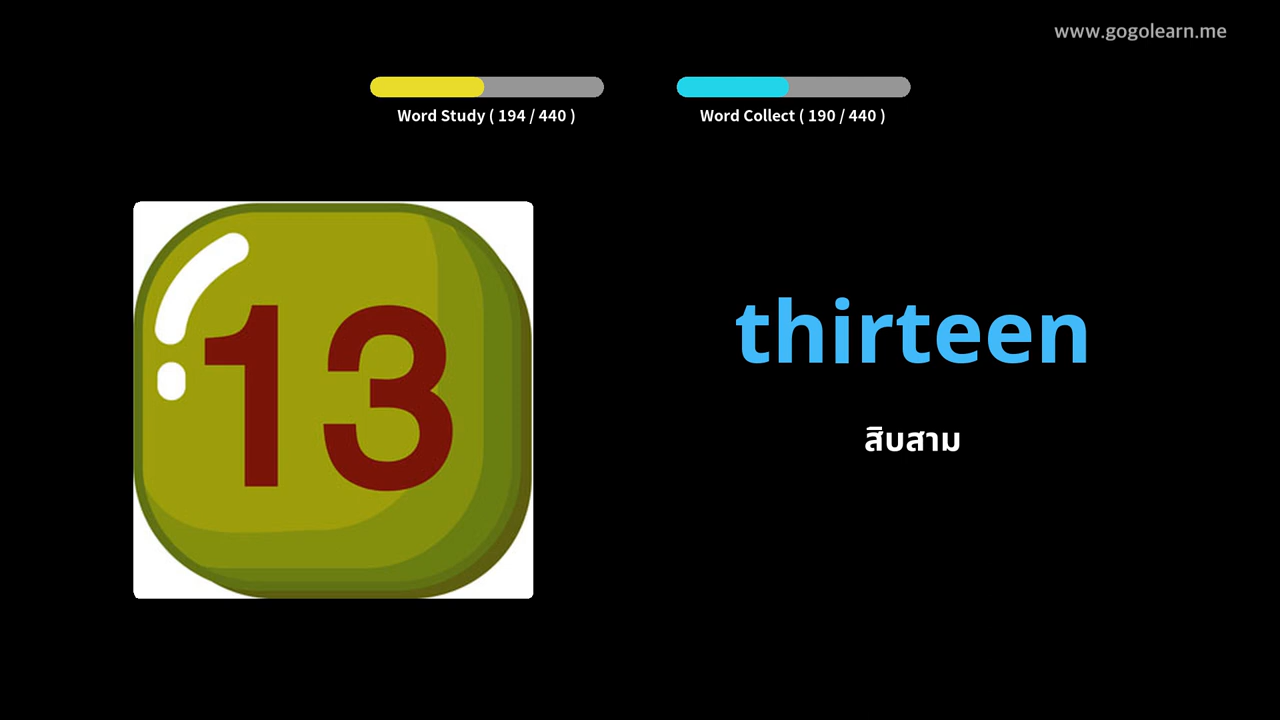 www.gogolearn.me
Word Study ( 194 / 440 )
Word Collect ( 190 / 440 )
13
thirteen
สิบสาม